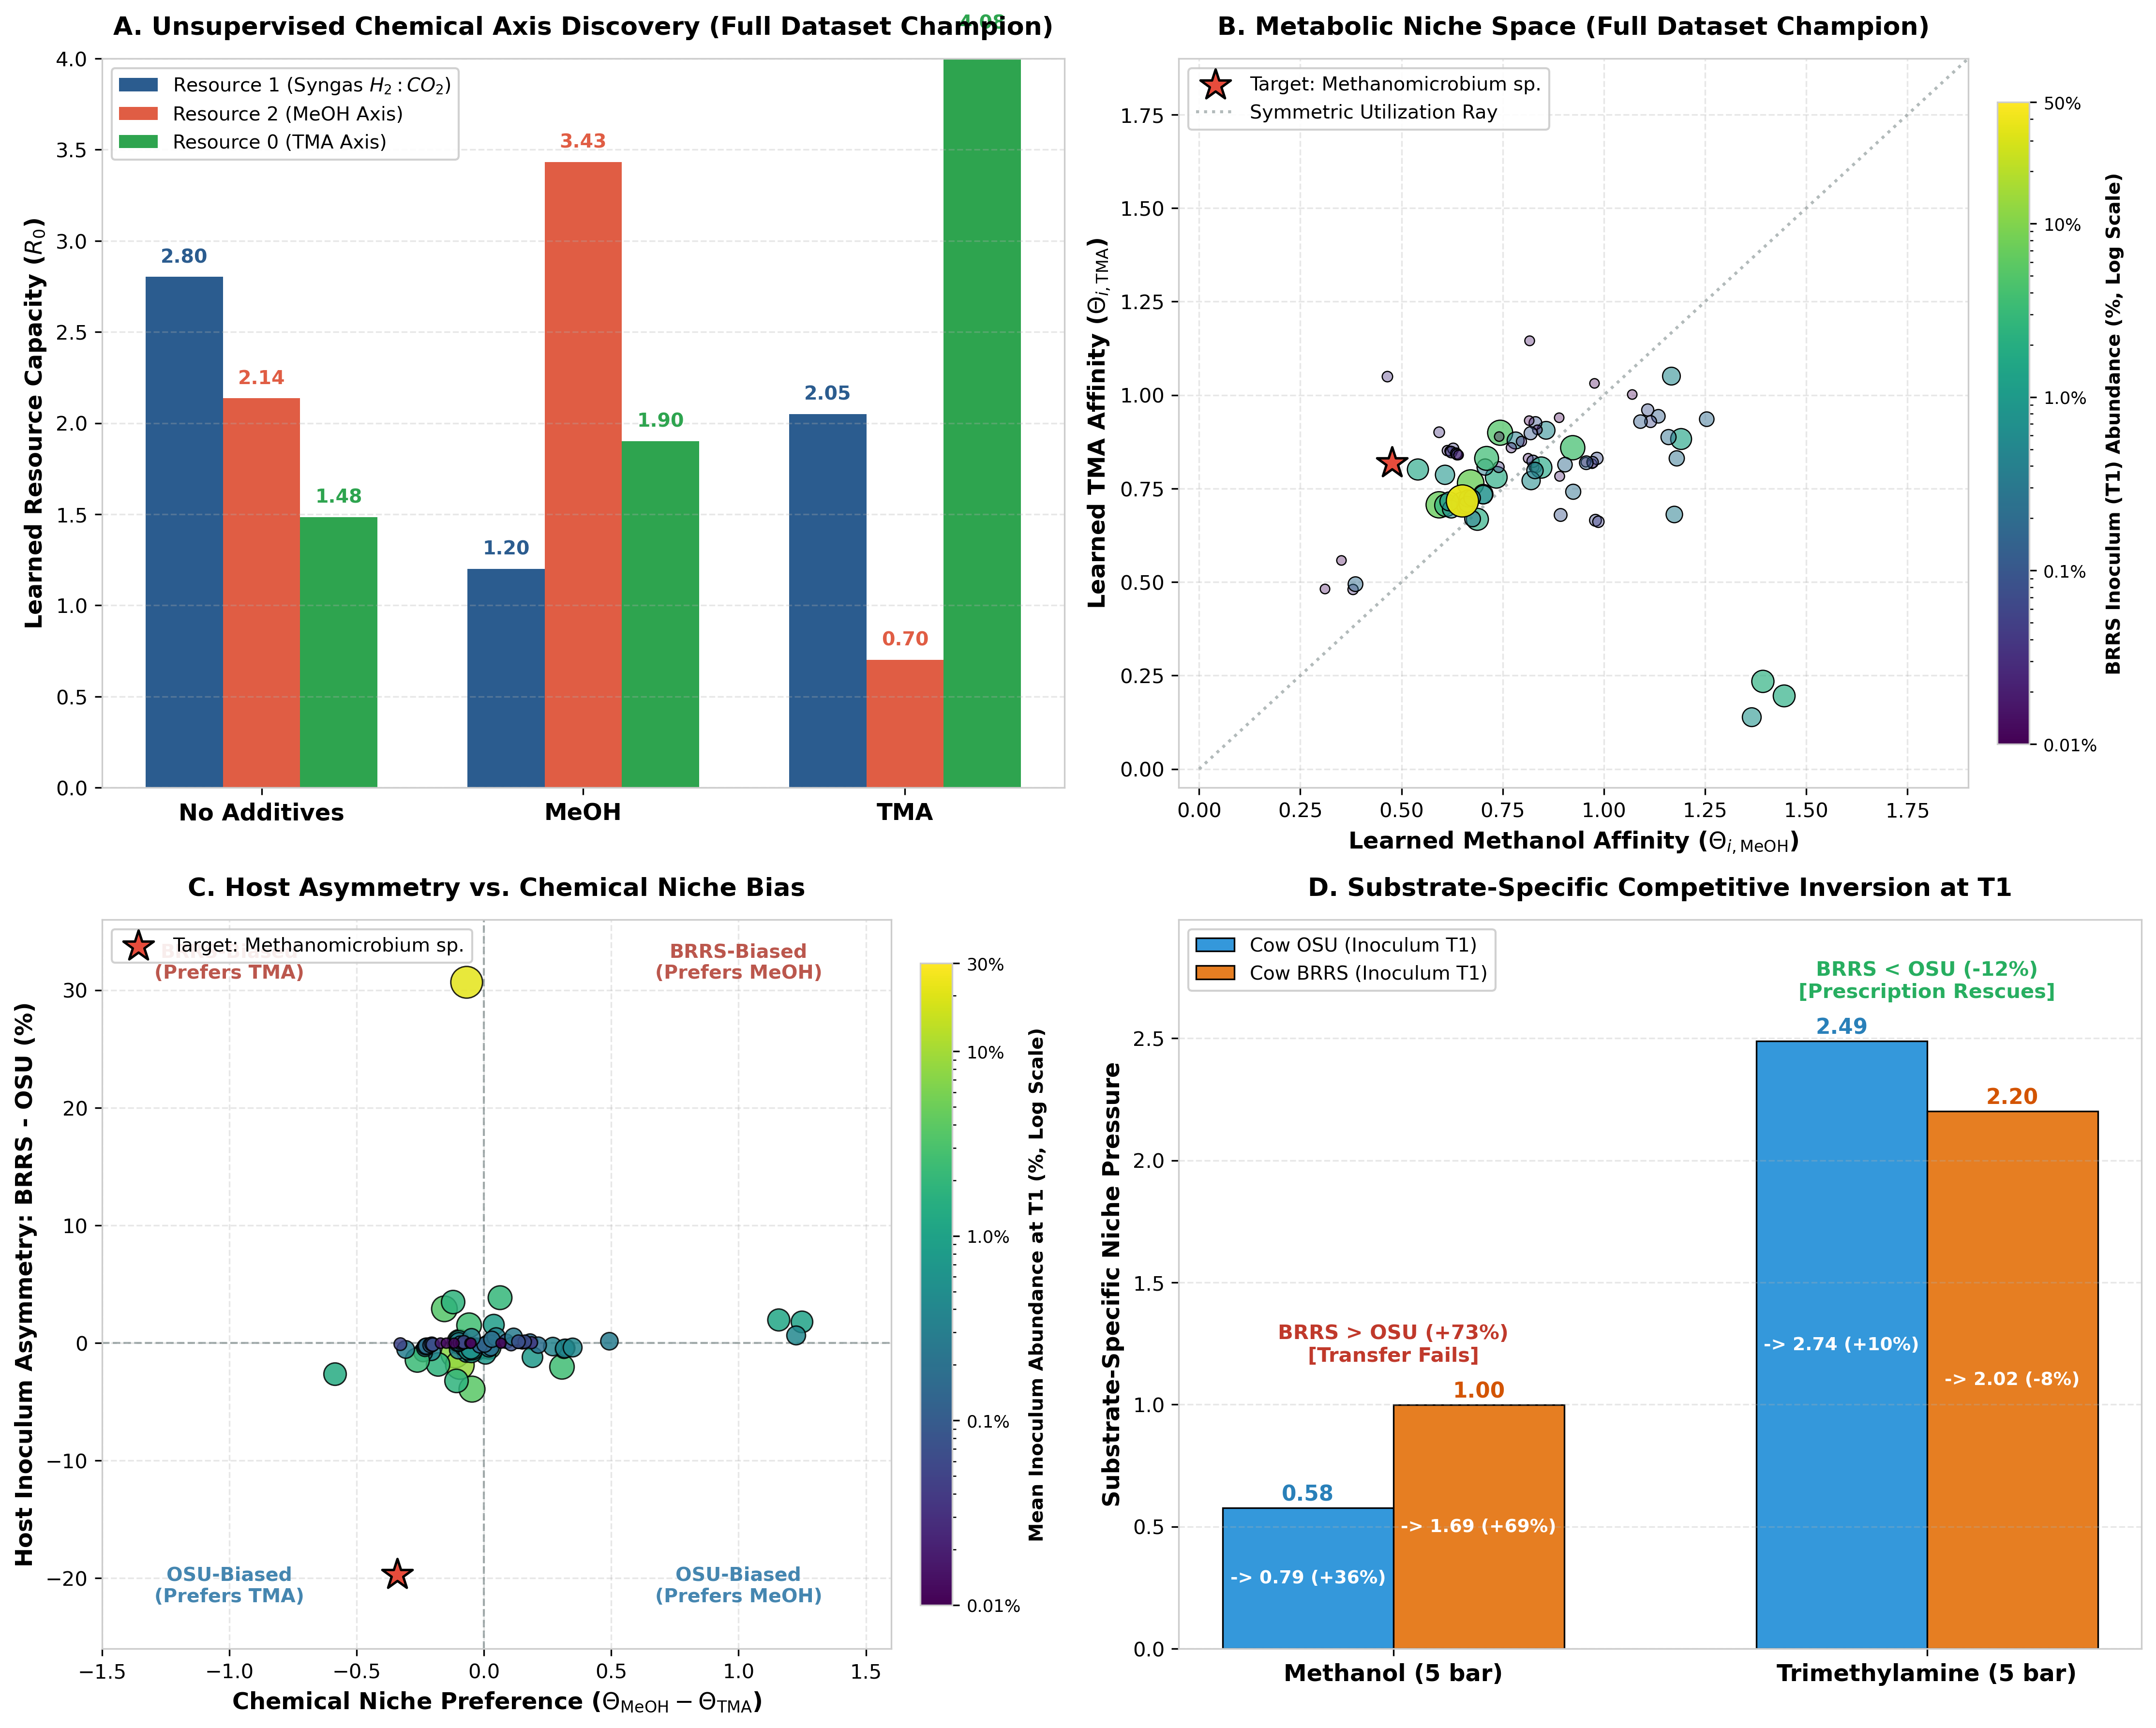 A. Unsupervised Chemical Axis Discovery (Full Dataset Champion)
4.08
Learned Resource Capacity (R₀)
4.0
3.5
3.0
2.5
2.0
1.5
1.0
0.5
0.0
Resource 1 (Syngas H₂ : CO₂)
Resource 2 (MeOH Axis)
Resource 0 (TMA Axis)
2.80
2.14
1.48
1.20
3.43
1.90
2.05
0.70
No Additives
MeOH
TMA
B. Metabolic Niche Space (Full Dataset Champion)
Target: Methanomicrobium sp.
Symmetric Utilization Ray
Learned TMA Affinity (Θi,TMA)
1.75
1.50
1.25
1.00
0.75
0.50
0.25
0.00
0.00
0.25
0.50
0.75
1.00
1.25
1.50
1.75
Learned Methanol Affinity (Θi,MeOH)
50%
10%
1.0%
0.1%
0.01%
BRRS Inoculum (T1) Abundance (%, Log Scale)
C. Host Asymmetry vs. Chemical Niche Bias
Target: Methanomicrobium sp.
(Prefers TMA)
BRRS-Biased
(Prefers MeOH)
OSU-Biased
(Prefers TMA)
OSU-Biased
(Prefers MeOH)
Host Inoculum Asymmetry: BRRS - OSU (%)
30
20
10
0
−10
−20
−1.5
−1.0
−0.5
0.0
0.5
1.0
1.5
Chemical Niche Preference (ΘMeOH − ΘTMA)
30%
10%
1.0%
0.1%
0.01%
Mean Inoculum Abundance at T1 (%, Log Scale)
D. Substrate-Specific Competitive Inversion at T1
Cow OSU (Inoculum T1)
Cow BRRS (Inoculum T1)
Substrate-Specific Niche Pressure
2.5
2.0
1.5
1.0
0.5
0.0
BRRS > OSU (+73%)
[Transfer Fails]
0.58
1.00
-> 0.79 (+36%)
-> 1.69 (+69%)
BRRS < OSU (-12%)
[Prescription Rescues]
2.49
2.20
-> 2.74 (+10%)
-> 2.02 (-8%)
Methanol (5 bar)
Trimethylamine (5 bar)